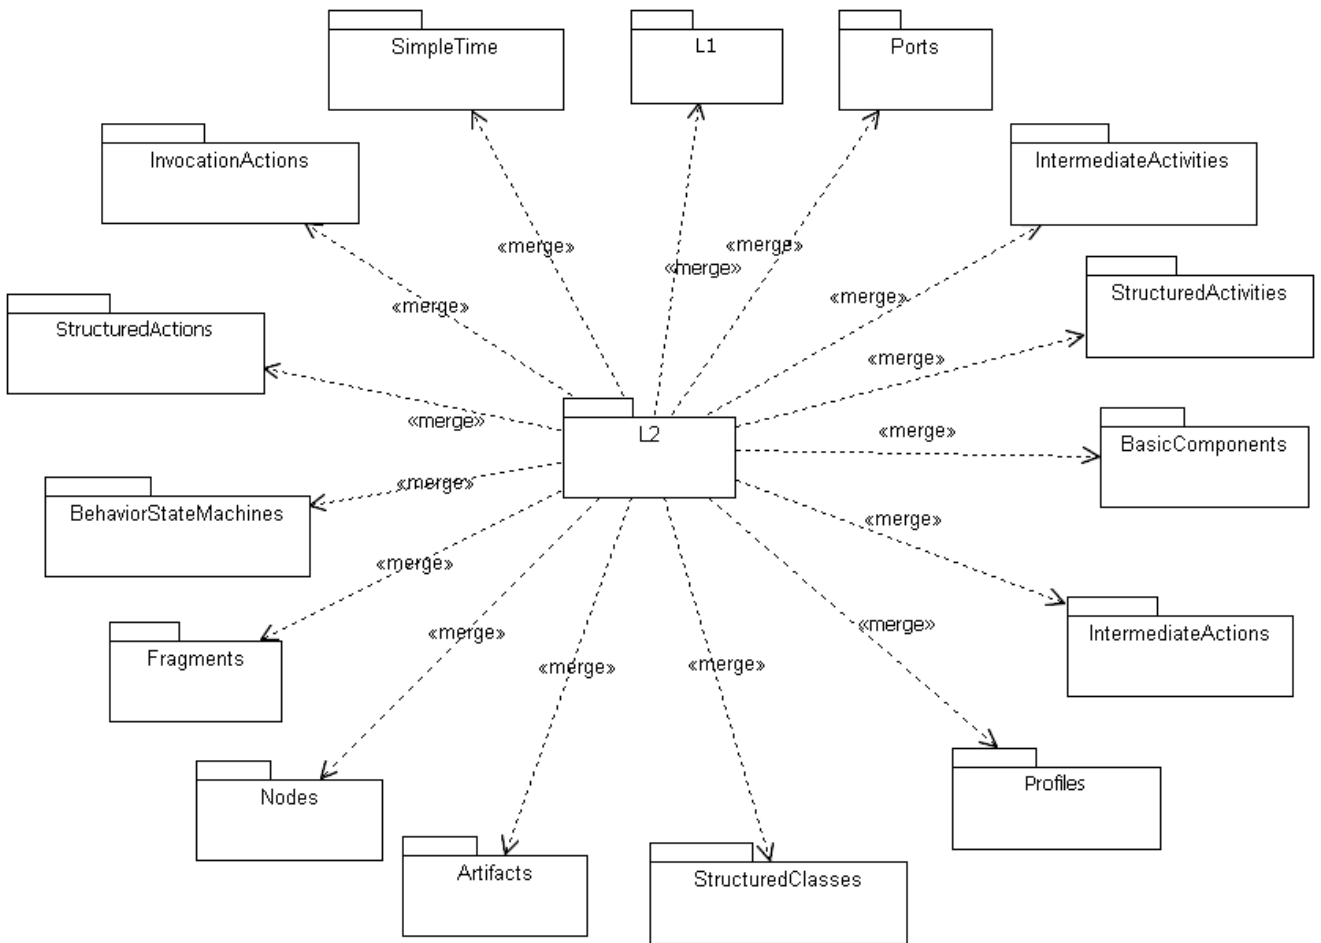 SimpleTime
L1
Ports
InvocationActions
IntermediateActivities
«merge»
«merge»
«merge»
«merge»
StructuredActivities
«merge»
«merge»
StructuredActions
«merge»
«merge»
L2
«merge»
BasicComponents
«merge»
BehaviorStateMachines
«merge»
«merge»
«merge»
«merge»
IntermediateActions
Fragments
«merge»
«merge»
Profiles
Nodes
Artifacts
StructuredClasses